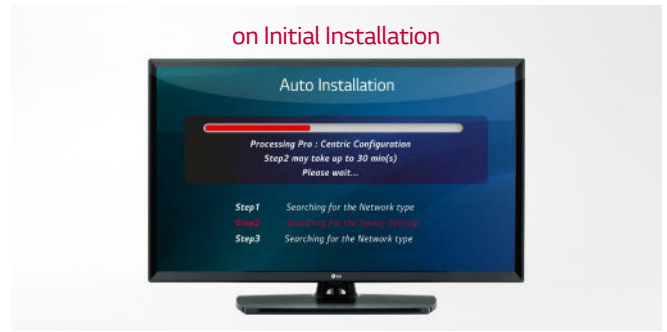 on Initial Installation
Auto Installation
Processing Pro : Centric Configuration
Step2 may take up to 30 min(s)
Please wait...
Step1 Searching for the Network type
Step2 Searching for the Server Setting
Step3 Searching for the Network type
LG